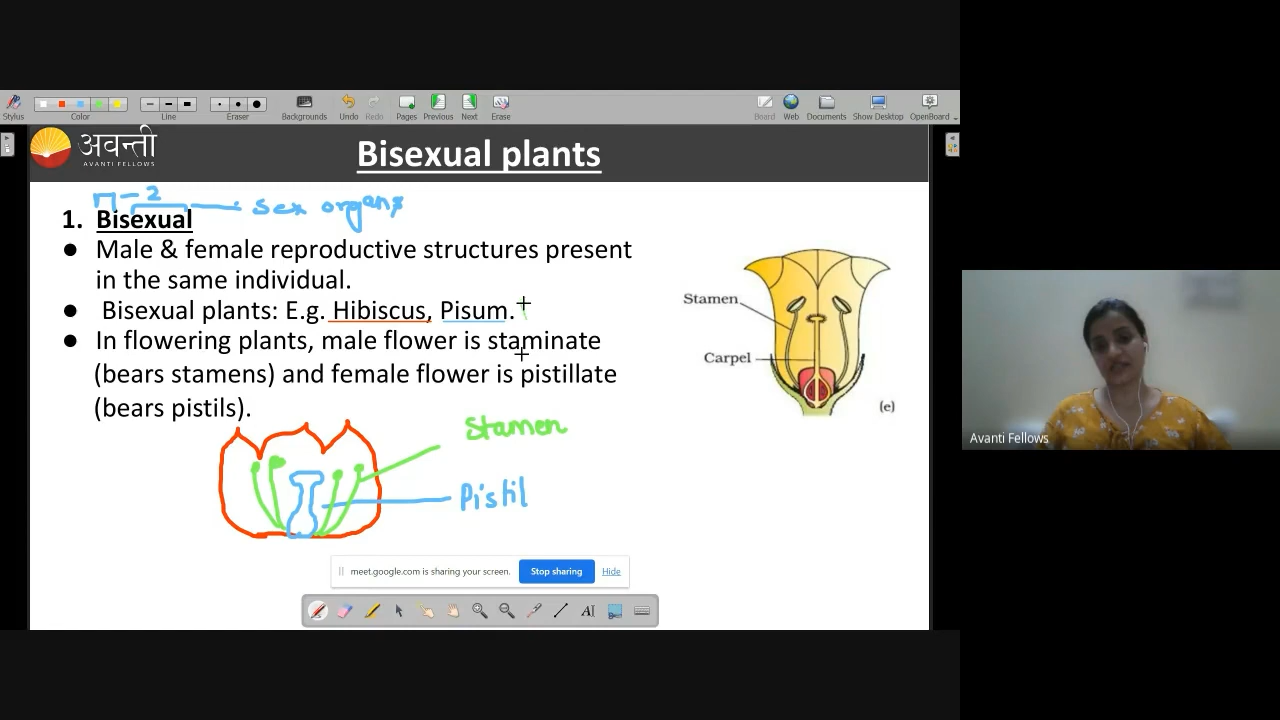 Stylus
Color
Line
Eraser
Backgrounds
Undo
Redo
Pages
Previous
Next
Erase
Board
Web
Documents
Show Desktop
OpenBoard
अवन्ती
AVANTI FELLOWS
Bisexual plants
2
sex organs
1. Bisexual
● Male & female reproductive structures present
in the same individual.
● Bisexual plants: E.g. Hibiscus, Pisum.
● In flowering plants, male flower is staminate
(bears stamens) and female flower is pistillate
(bears pistils).
Stamen
Carpel
(e)
Stamen
Pistil
meet.google.com is sharing your screen.
Stop sharing
Hide
AI
Avanti Fellows